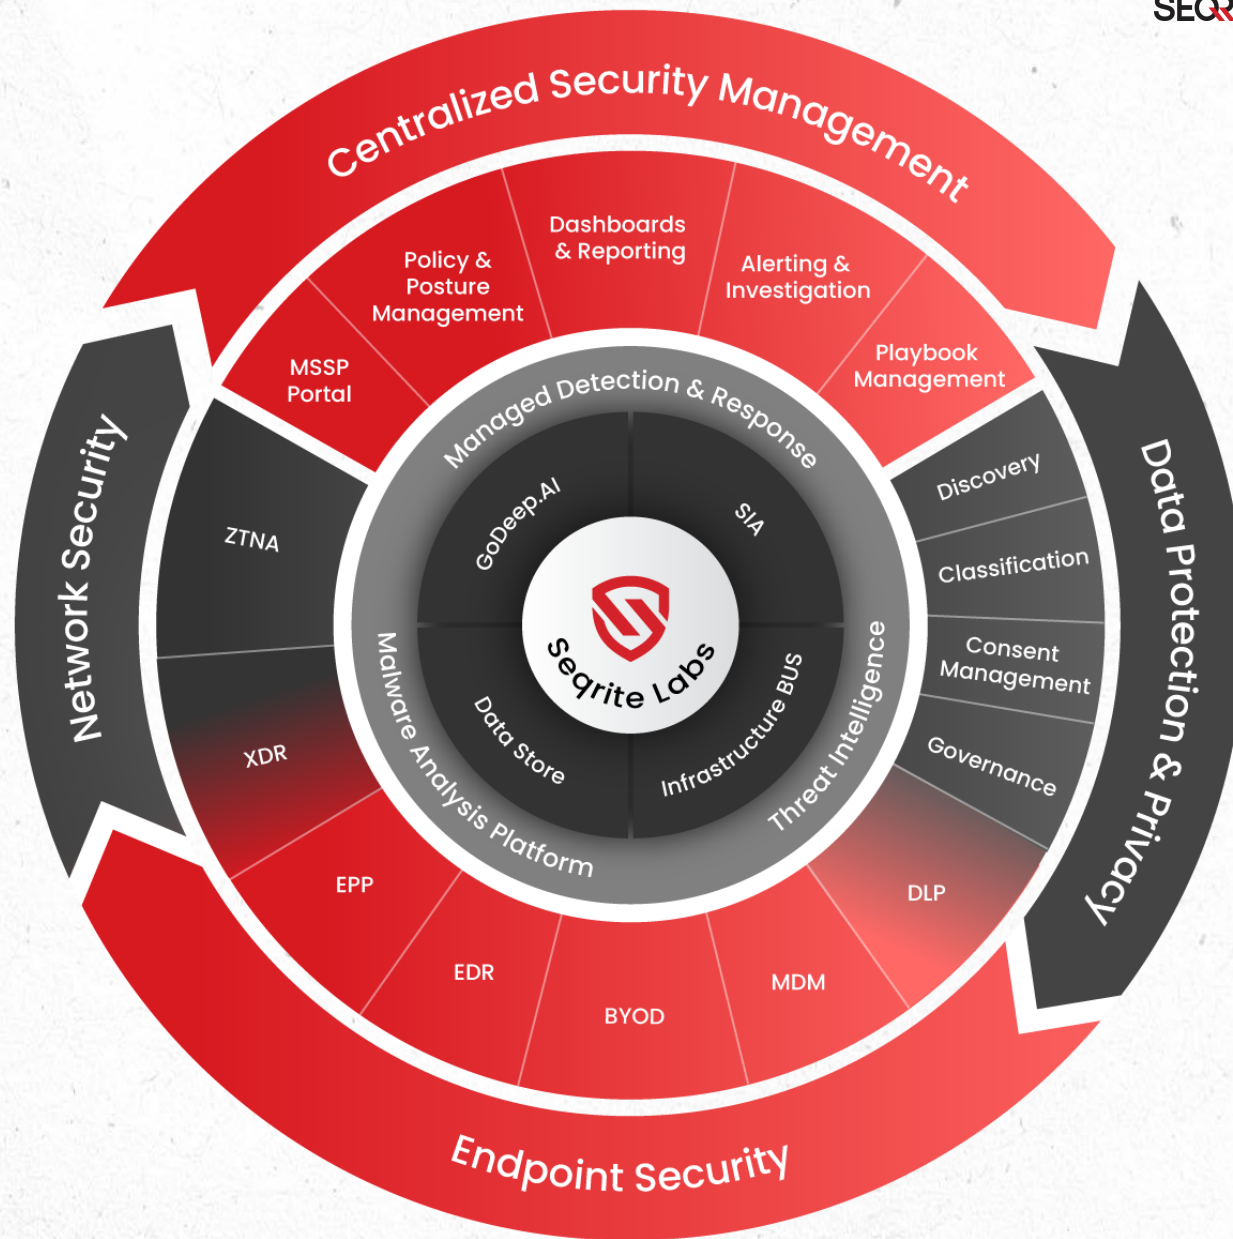 SEQR
Centralized Security Management
Dashboards
& Reporting
Policy &
Posture
Management
Alerting &
Investigation
MSSP
Portal
Playbook
Management
Managed Detection & Response
Network Security
Data Protection & Privacy
ZTNA
XDR
Discovery
Classification
Consent
Management
Governance
GoDeep.AI
SIA
Seqrite Labs
Data Store
Infrastructure BUS
Malware Analysis Platform
Threat Intelligence
EPP
EDR
BYOD
MDM
DLP
Endpoint Security